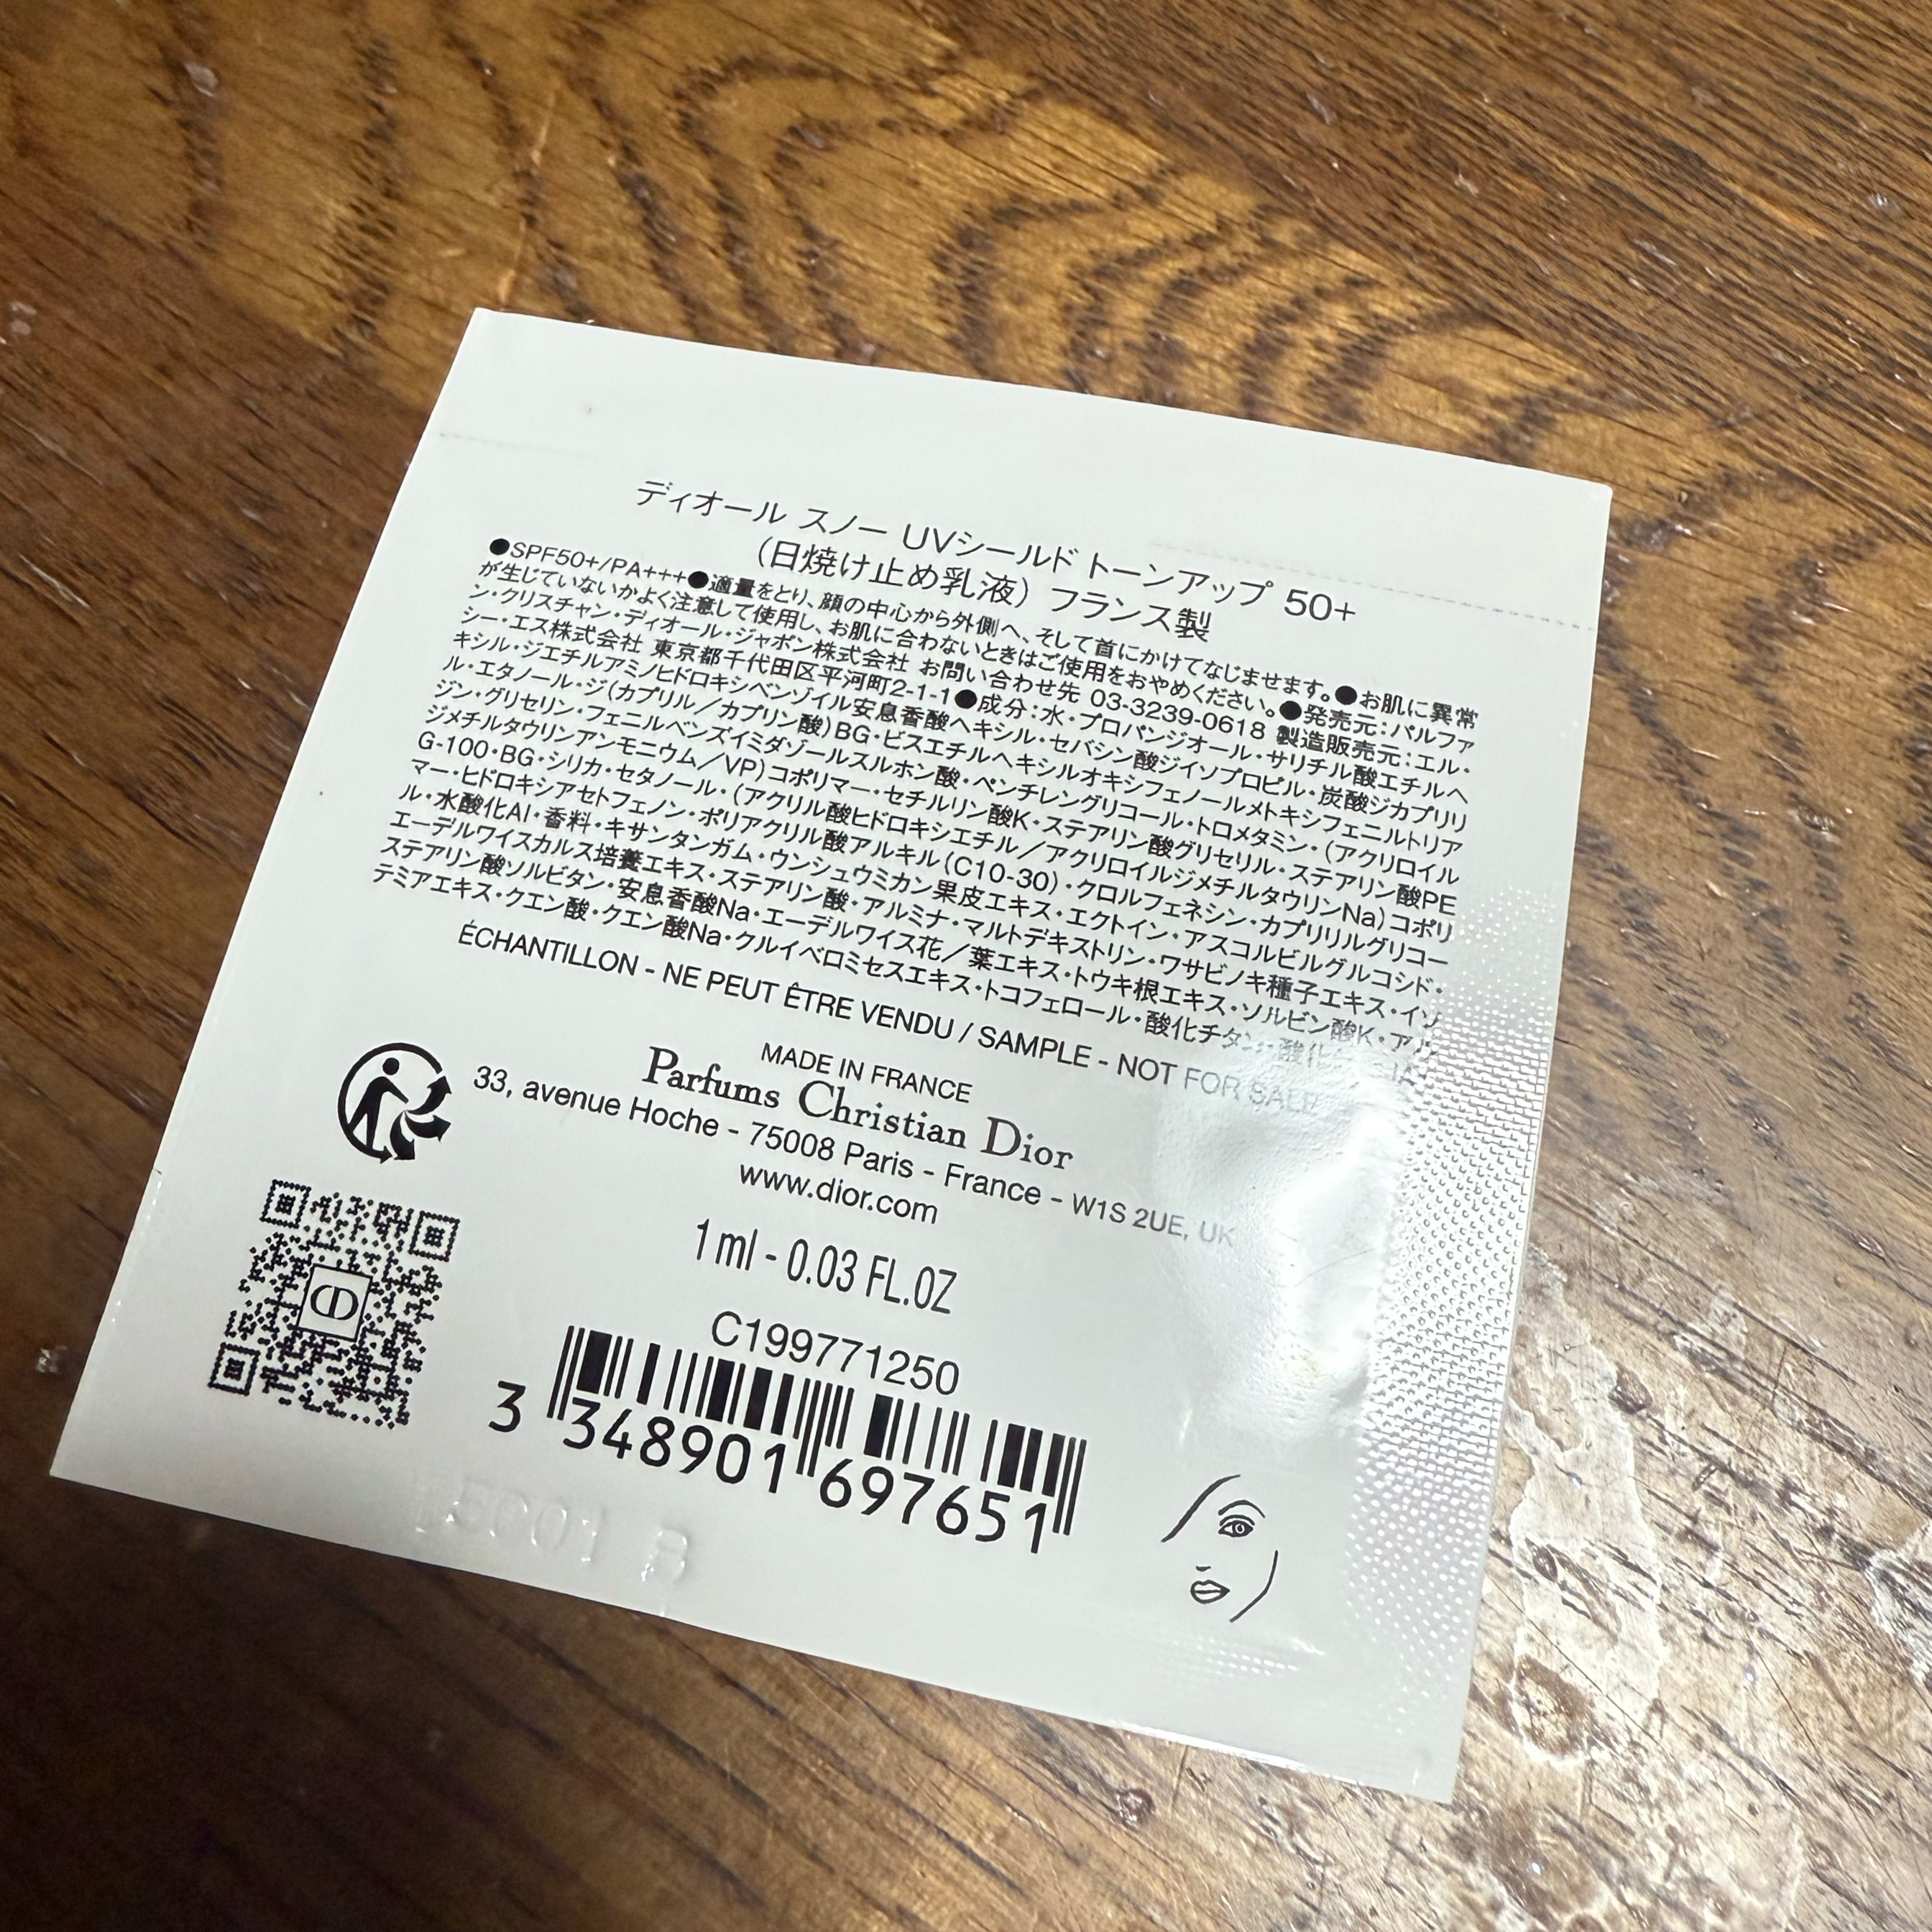 ディオール スノー UVシールド トーンアップ 50+
(日焼け止め乳液) フランス製
●SPF50+/PA+++●適量をとり、顔の中心から外側へ、そして首にかけてなじませます。●お肌に異常
が生じていないかよく注意して使用し、お肌に合わないときはご使用をおやめください。●発売元:パルファ
ン・クリスチャン・ディオール・ジャポン株式会社 お問い合わせ先 03-3239-0618 製造販売元:エル・
シー・エス株式会社 東京都千代田区平河町2-1-1●成分:水・プロパンジオール・サリチル酸エチルヘ
キシル・ジエチルアミノヒドロキシベンゾイル安息香酸ヘキシル・セバシン酸ジイソプロピル・炭酸ジカプリリ
ル・エタノール・ジ(カプリル/カプリン酸)BG・ビスエチルヘキシルオキシフェノールメトキシフェニルトリア
ジン・グリセリン・フェニルベンズイミダゾールスルホン酸・ペンチレングリコール・トロメタミン・(アクリロイル
ジメチルタウリンアンモニウム/VP)コポリマー・セチルリン酸K・ステアリン酸グリセリル・ステアリン酸PE
G-100・BG・シリカ・セタノール・(アクリル酸ヒドロキシエチル/アクリロイルジメチルタウリンNa)コポリ
マー・ヒドロキシアセトフェノン・ポリアクリル酸アルキル(C10-30)・クロルフェネシン・カプリリルグリコー
ル・水酸化Al・香料・キサンタンガム・ウンシュウミカン果皮エキス・エクトイン・アスコルビルグルコシド・
エーデルワイスカルス培養エキス・ステアリン酸・アルミナ・マルトデキストリン・ワサビノキ種子エキス・イソ
ステアリン酸ソルビタン・安息香酸Na・エーデルワイス花/葉エキス・トウキ根エキス・ソルビン酸K・アル
テミアエキス・クエン酸・クエン酸Na・クルイベロミセスエキス・トコフェロール・酸化チタン・酸化
ÉCHANTILLON - NE PEUT ÊTRE VENDU / SAMPLE - NOT FOR SALE
MADE IN FRANCE
Parfums Christian Dior
33, avenue Hoche - 75008 Paris - France - W1S 2UE, UK
www.dior.com
1 ml - 0.03 FL.OZ
C199771250
3 348901 697651